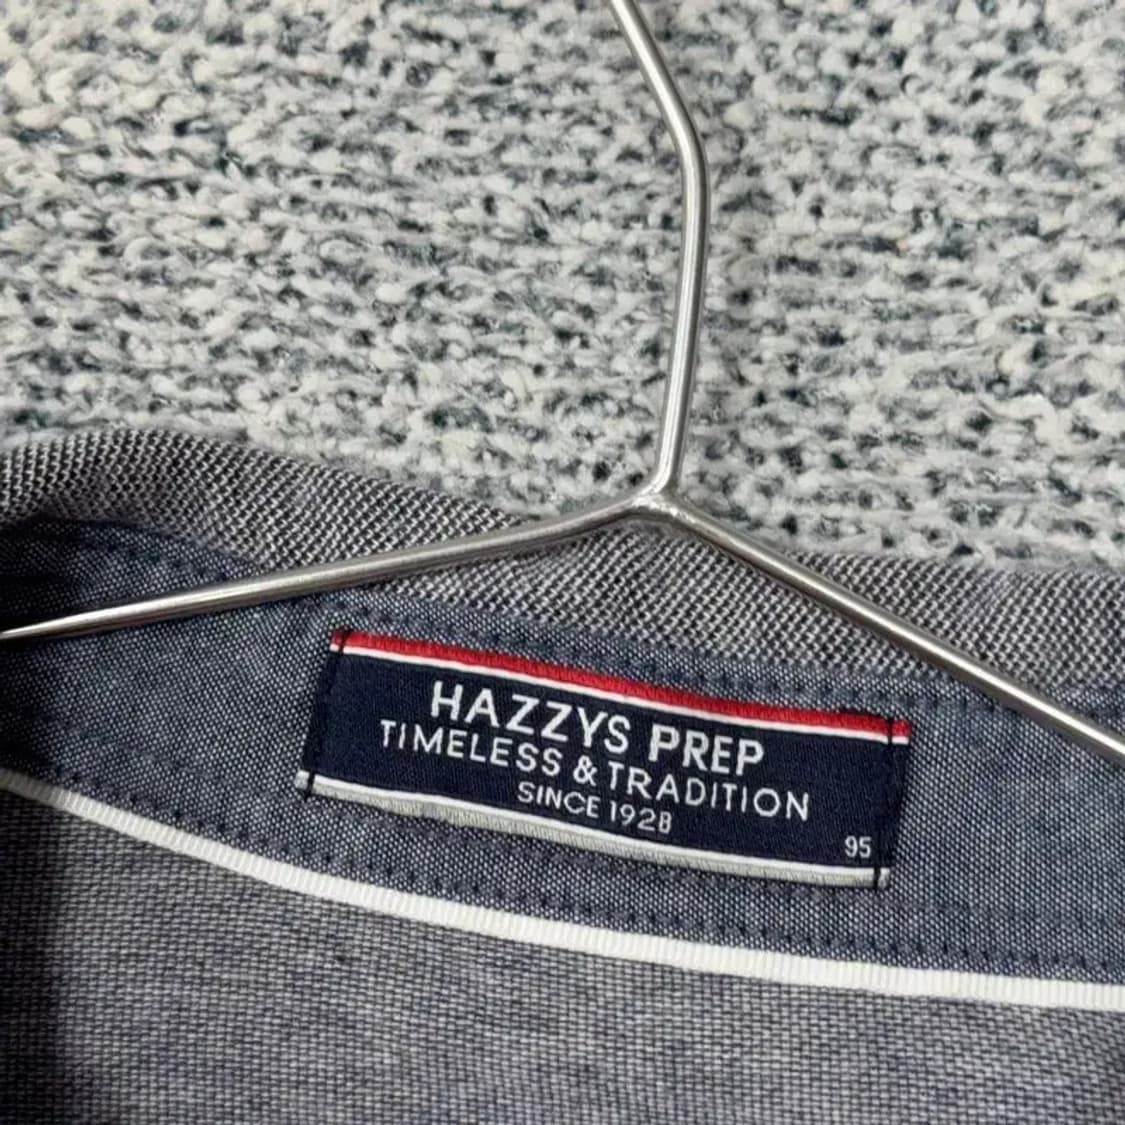 HAZZYS PREP
TIMELESS & TRADITION
SINCE 1928
95